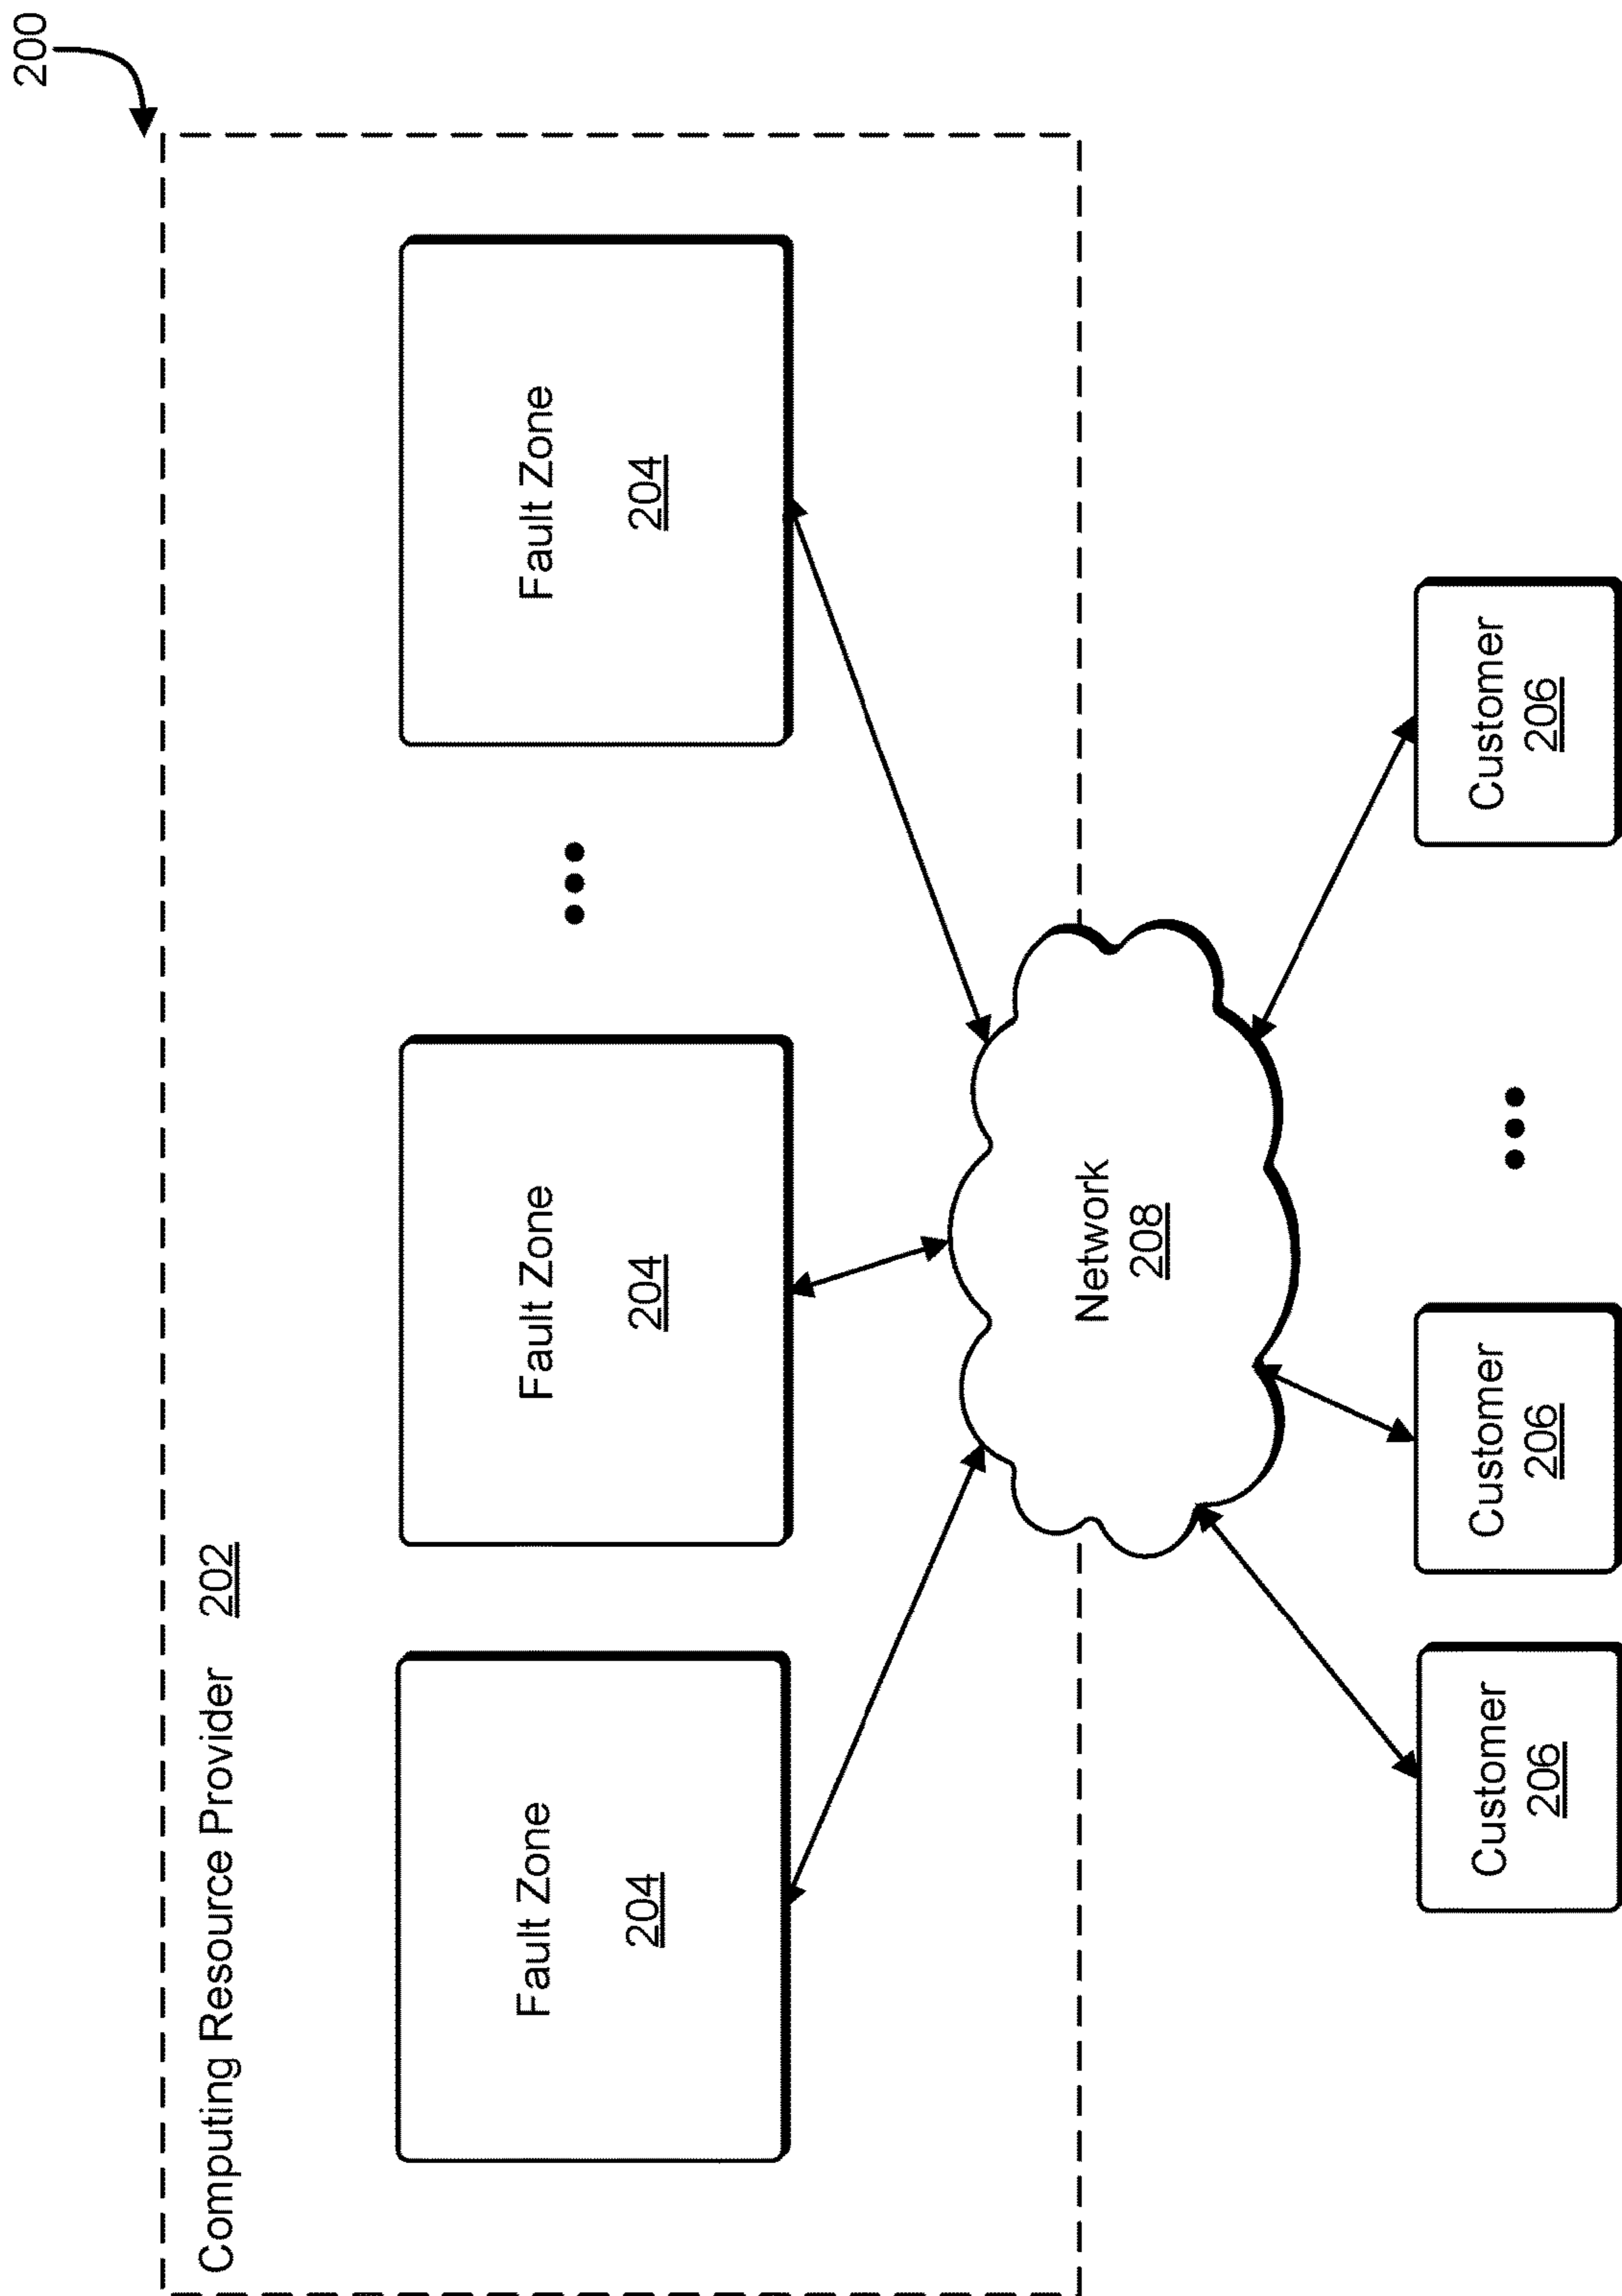 200
Computing Resource Provider 202
Fault Zone
204
Fault Zone
204
Fault Zone
204
Network
208
Customer
206
Customer
206
Customer
206